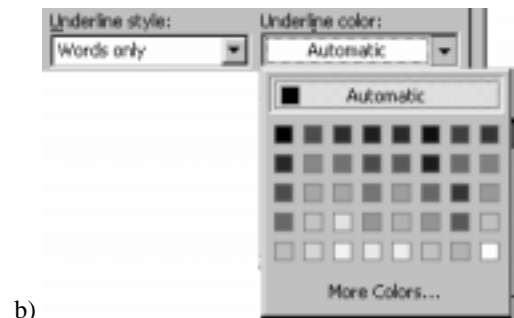 Underline style: Underline color:
Words only Automatic
Automatic
More Colors...
b)